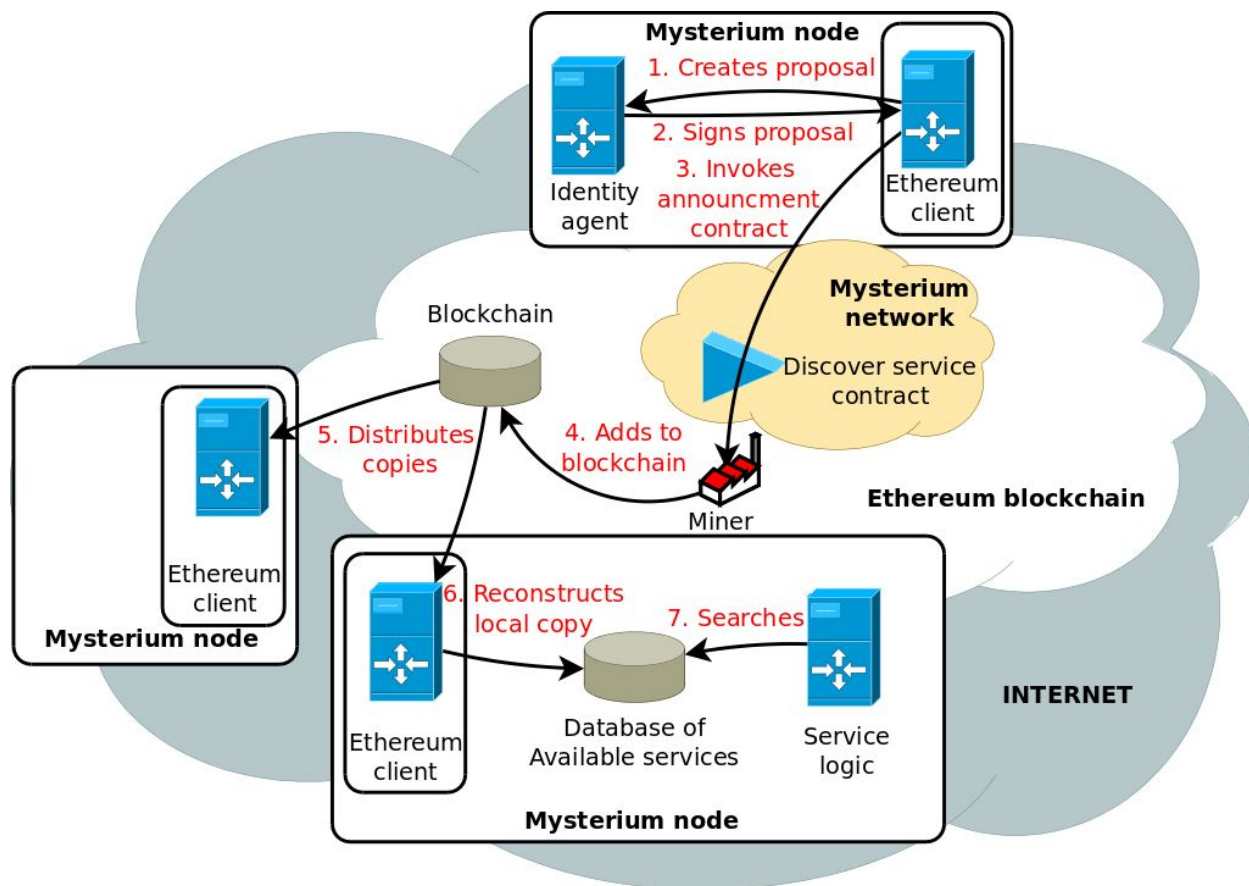 Mysterium node
1. Creates proposal
2. Signs proposal
3. Invokes
announcment
contract
Identity
agent
Ethereum
client
Mysterium
network
Discover service
contract
Blockchain
5. Distributes
copies
4. Adds to
blockchain
Miner
Ethereum blockchain
Ethereum
client
Mysterium node
6. Reconstructs
local copy
7. Searches
Ethereum
client
Database of
Available services
Service
logic
Mysterium node
INTERNET